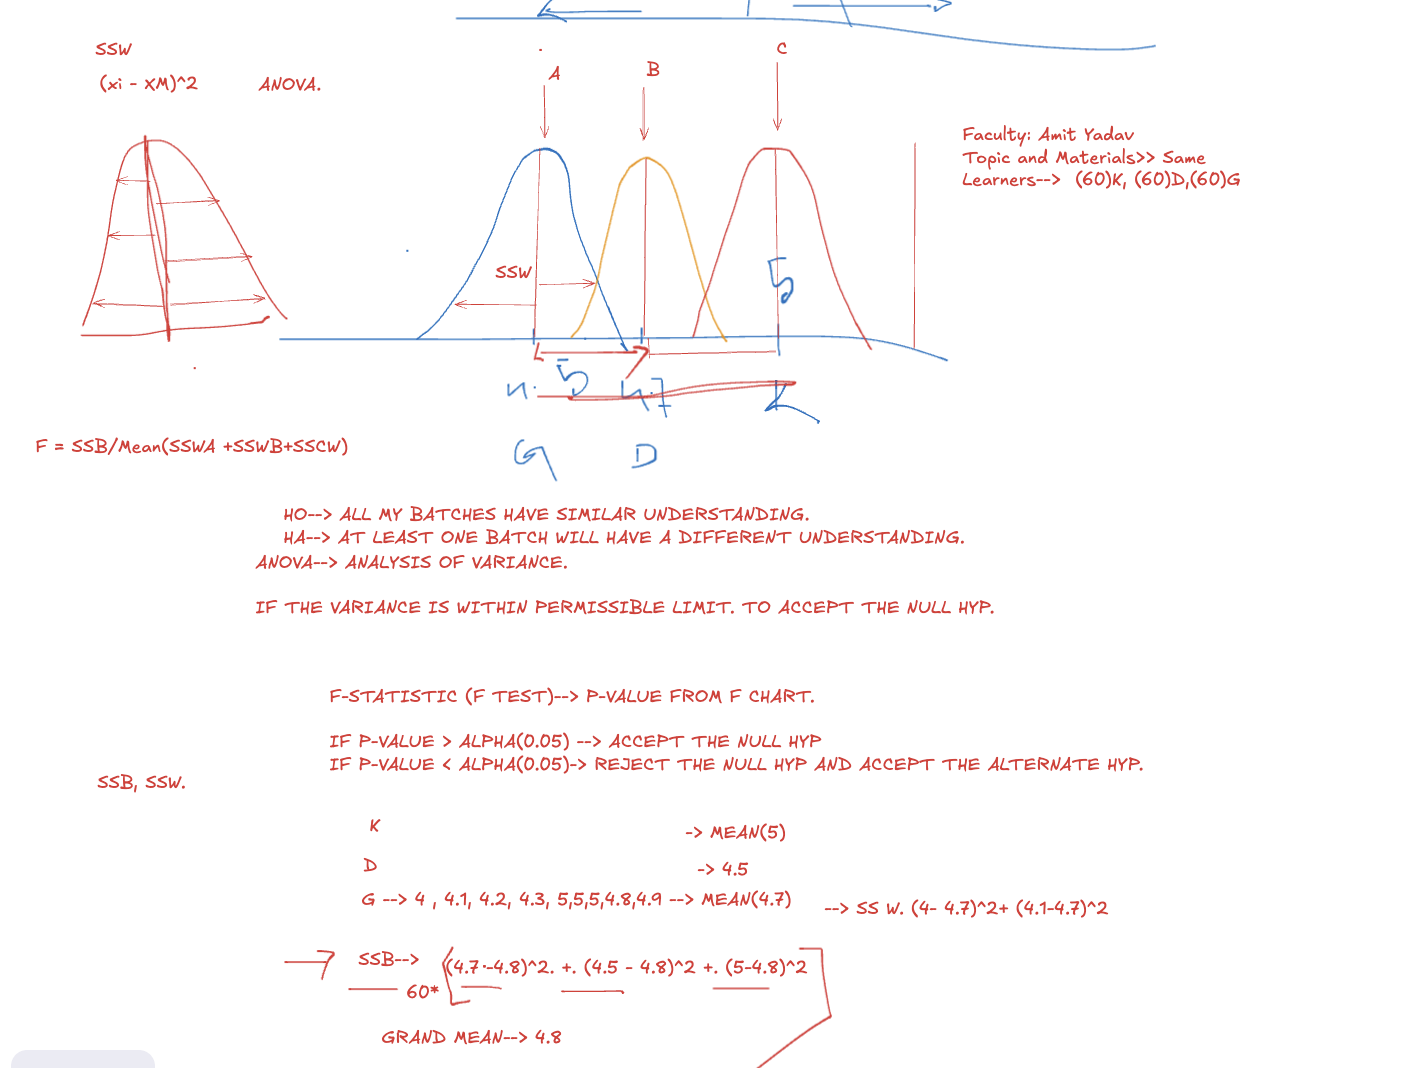 SSW
(xi - XM)^2
ANOVA.
A
B
C
Faculty: Amit Yadav
Topic and Materials>> Same
Learners--> (60)K, (60)D,(60)G
SSW
5
5
4.7
K
G
D
F = SSB/Mean(SSWA +SSWB+SSCW)
HO--> ALL MY BATCHES HAVE SIMILAR UNDERSTANDING.
HA--> AT LEAST ONE BATCH WILL HAVE A DIFFERENT UNDERSTANDING.
ANOVA--> ANALYSIS OF VARIANCE.
IF THE VARIANCE IS WITHIN PERMISSIBLE LIMIT. TO ACCEPT THE NULL HYP.
F-STATISTIC (F TEST)--> P-VALUE FROM F CHART.
IF P-VALUE > ALPHA(0.05) --> ACCEPT THE NULL HYP
IF P-VALUE < ALPHA(0.05)-> REJECT THE NULL HYP AND ACCEPT THE ALTERNATE HYP.
SSB, SSW.
K -> MEAN(5)
D -> 4.5
G --> 4 , 4.1, 4.2, 4.3, 5,5,5,4.8,4.9 --> MEAN(4.7) --> SS W. (4- 4.7)^2+ (4.1-4.7)^2
SSB--> (4.7--4.8)^2. +. (4.5 - 4.8)^2 +. (5-4.8)^2
60*
GRAND MEAN--> 4.8